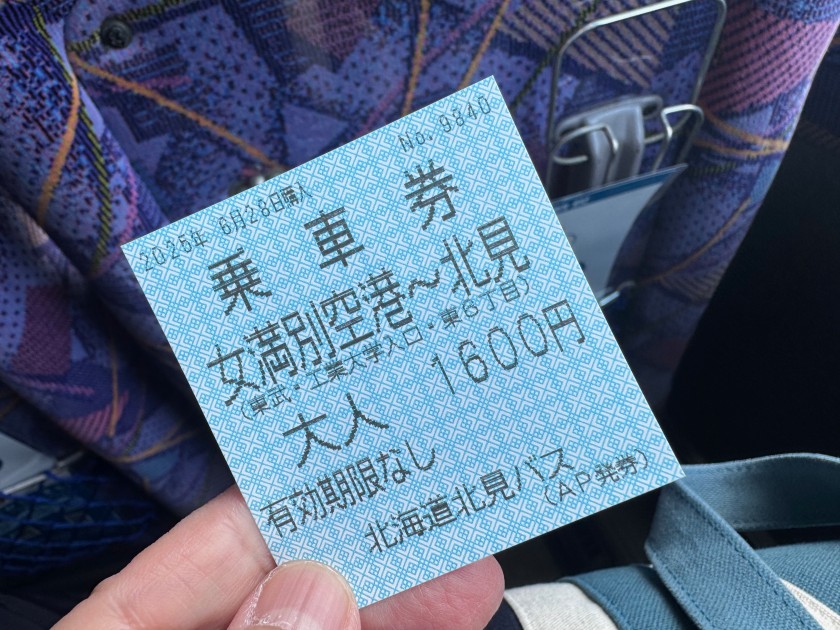 No. 9840
2025年 6月28日購入
乗車券
女満別空港～北見
(東武・工業大学入口・東6丁目)
大人 1600円
有効期限なし
北海道北見バス
(AP発券)